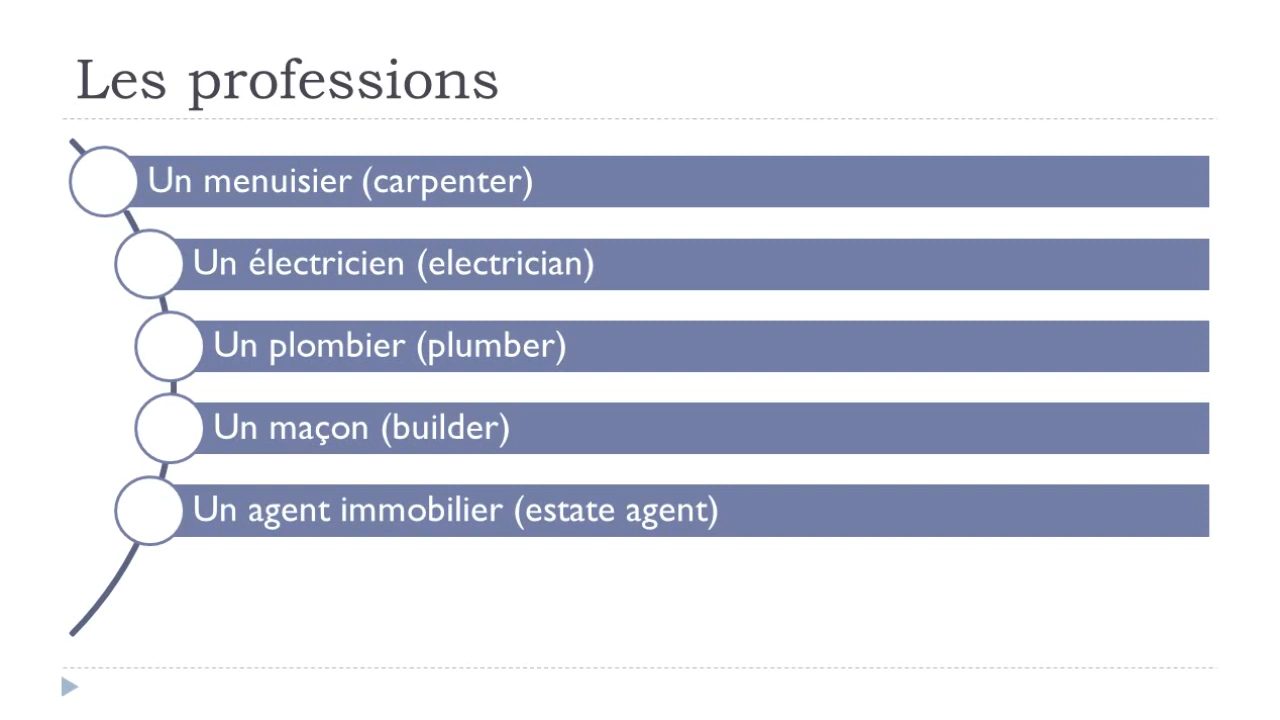 Les professions
Un menuisier (carpenter)
Un électricien (electrician)
Un plombier (plumber)
Un maçon (builder)
Un agent immobilier (estate agent)